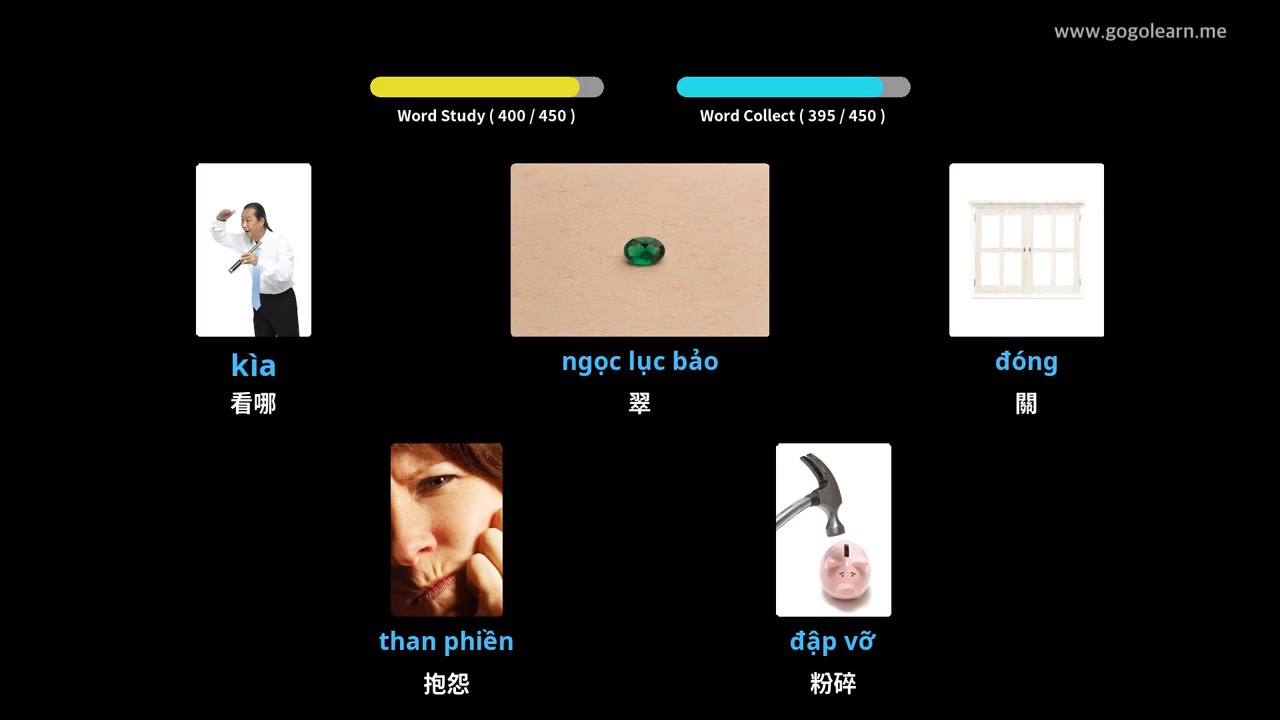 www.gogolearn.me
Word Study ( 400 / 450 )
Word Collect ( 395 / 450 )
kìa
看哪
ngọc lục bảo
翠
đóng
關
than phiền
抱怨
đập vỡ
粉碎